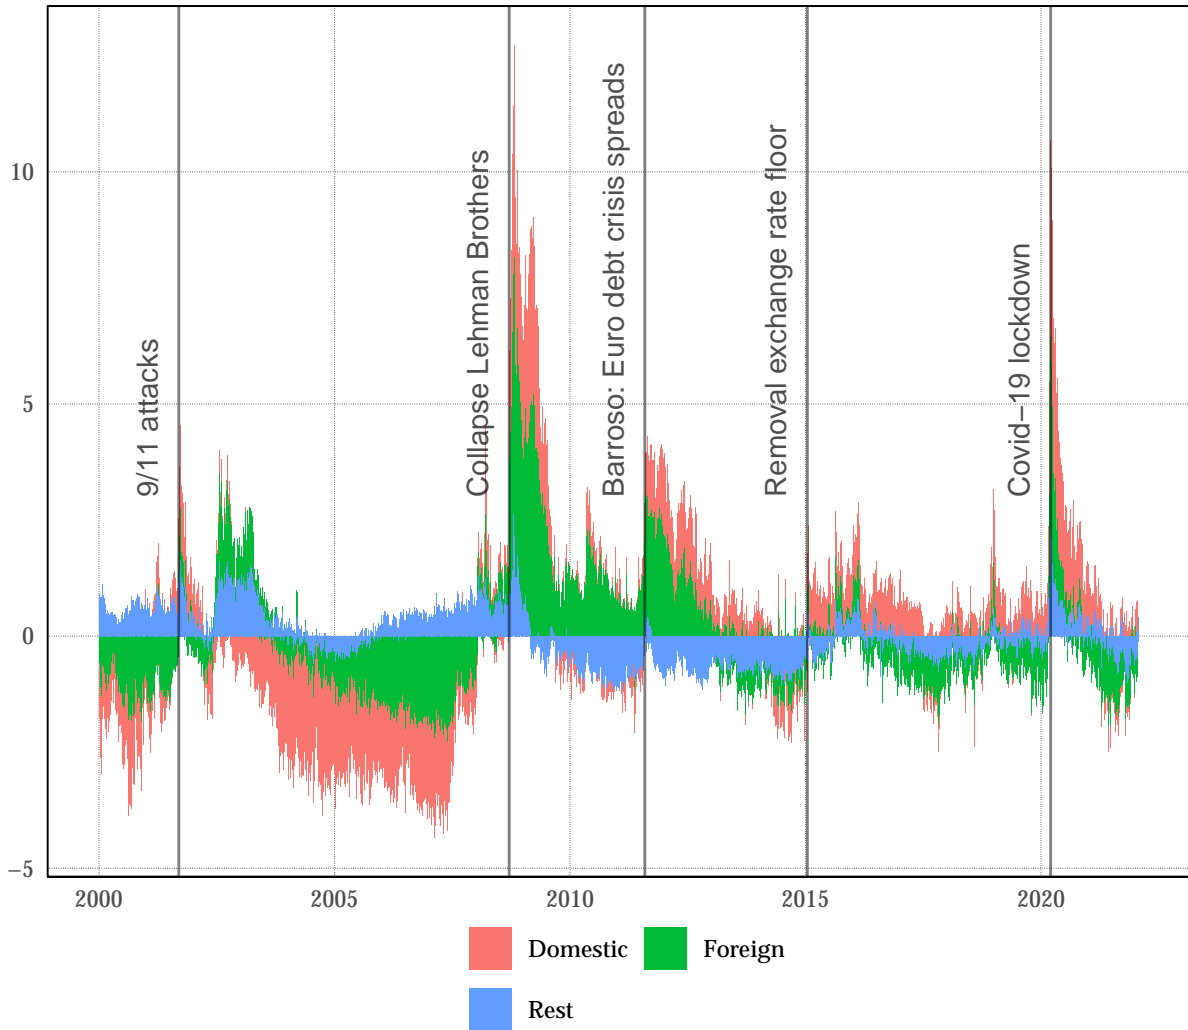 10
5
0
−5
9/11 attacks
Collapse Lehman Brothers
Barroso: Euro debt crisis spreads
Removal exchange rate floor
Covid−19 lockdown
2000
2005
2010
2015
2020
Domestic
Foreign
Rest